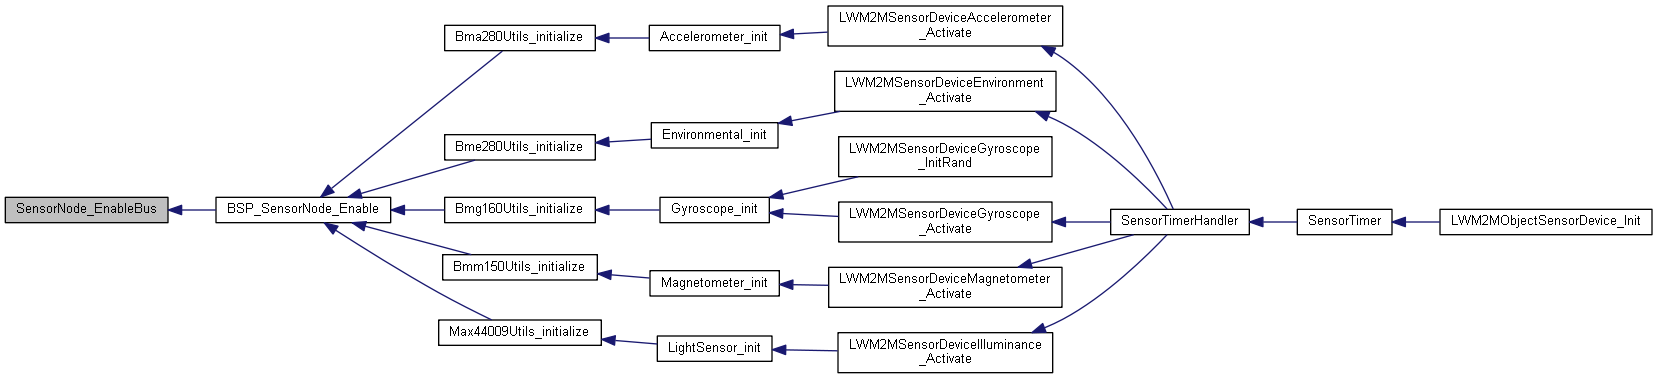 SensorNode_EnableBus
BSP_SensorNode_Enable
Bma280Utils_initialize
Bme280Utils_initialize
Bmg160Utils_initialize
Bmm150Utils_initialize
Max44009Utils_initialize
Accelerometer_init
Environmental_init
Gyroscope_init
Magnetometer_init
LightSensor_init
LWM2MSensorDeviceAccelerometer
_Activate
LWM2MSensorDeviceEnvironment
_Activate
LWM2MSensorDeviceGyroscope
_InitRand
LWM2MSensorDeviceGyroscope
_Activate
LWM2MSensorDeviceMagnetometer
_Activate
LWM2MSensorDeviceIlluminance
_Activate
SensorTimerHandler
SensorTimer
LWM2MObjectSensorDevice_Init